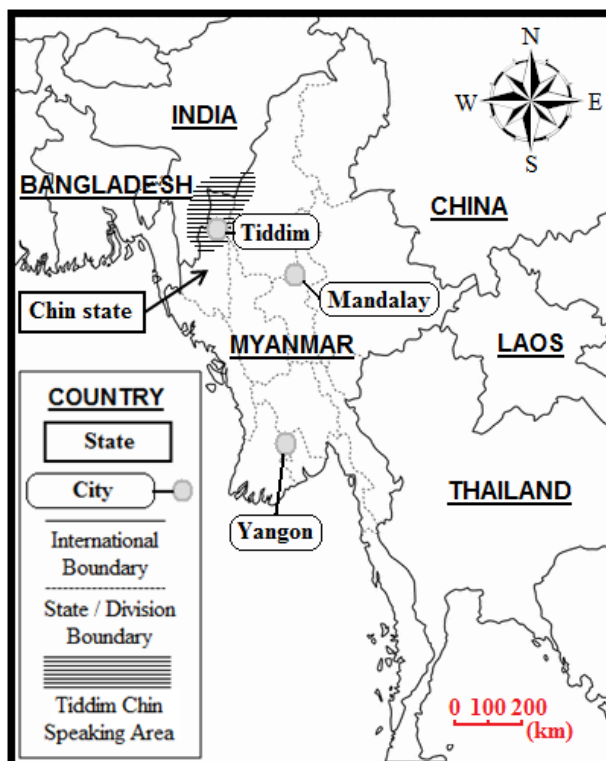 N
W E
S
INDIA
BANGLADESH
CHINA
Tiddim
Mandalay
Chin state
MYANMAR
LAOS
COUNTRY
State
City
THAILAND
Yangon
International
Boundary
State / Division
Boundary
Tiddim Chin
Speaking Area
0 100 200
(km)